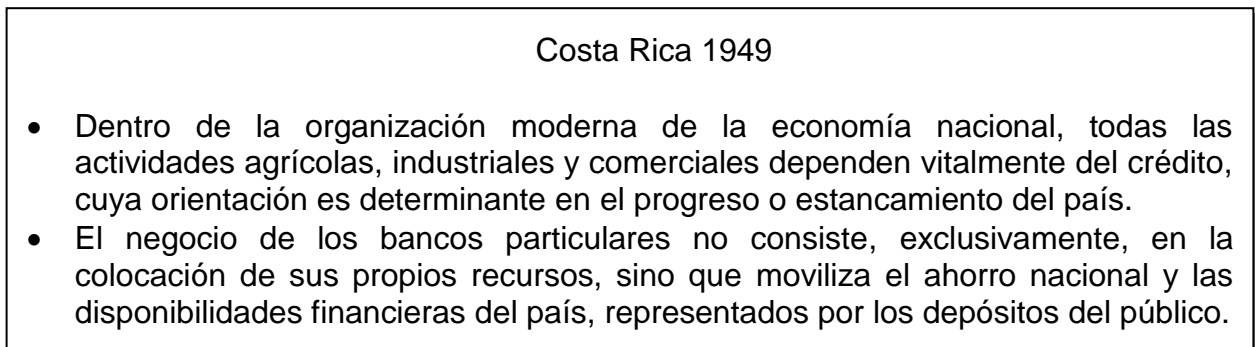 Costa Rica 1949
• Dentro de la organización moderna de la economía nacional, todas las
actividades agrícolas, industriales y comerciales dependen vitalmente del crédito,
cuya orientación es determinante en el progreso o estancamiento del país.
• El negocio de los bancos particulares no consiste, exclusivamente, en la
colocación de sus propios recursos, sino que moviliza el ahorro nacional y las
disponibilidades financieras del país, representados por los depósitos del público.